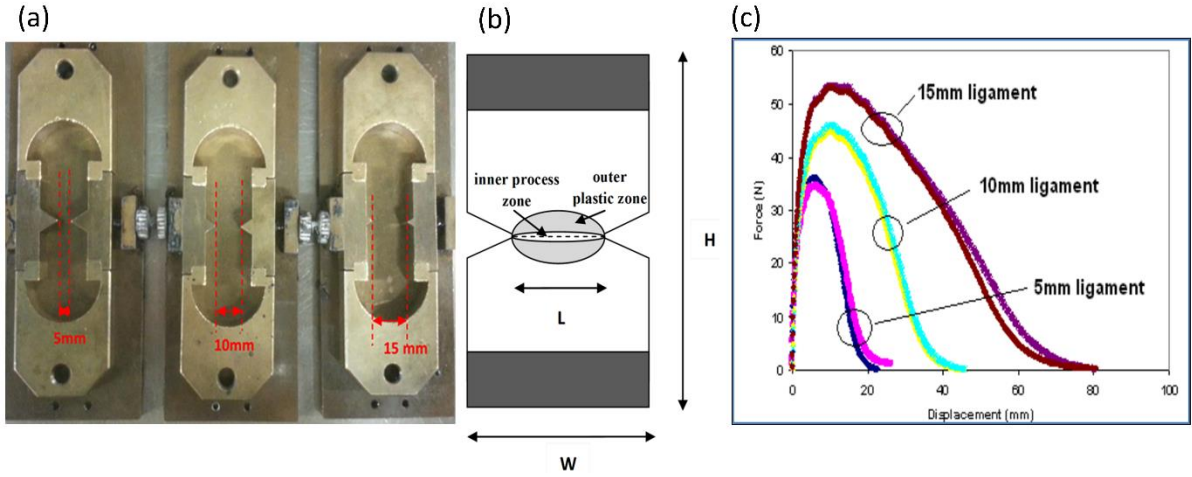 (a)
5mm
10mm
15 mm
(b)
inner process
zone
outer
plastic zone
L
H
W
(c)
60
50
40
30
20
10
0
Force (N)
0
20
40
60
80
100
Displacement (mm)
15mm ligament
10mm ligament
5mm ligament